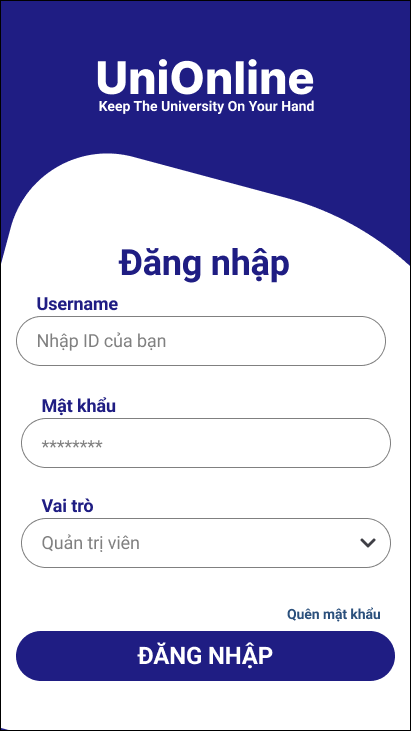 UniOnline
Keep The University On Your Hand
Đăng nhập
Username
Nhập ID của bạn
Mật khẩu
********
Vai trò
Quản trị viên
Quên mật khẩu
ĐĂNG NHẬP